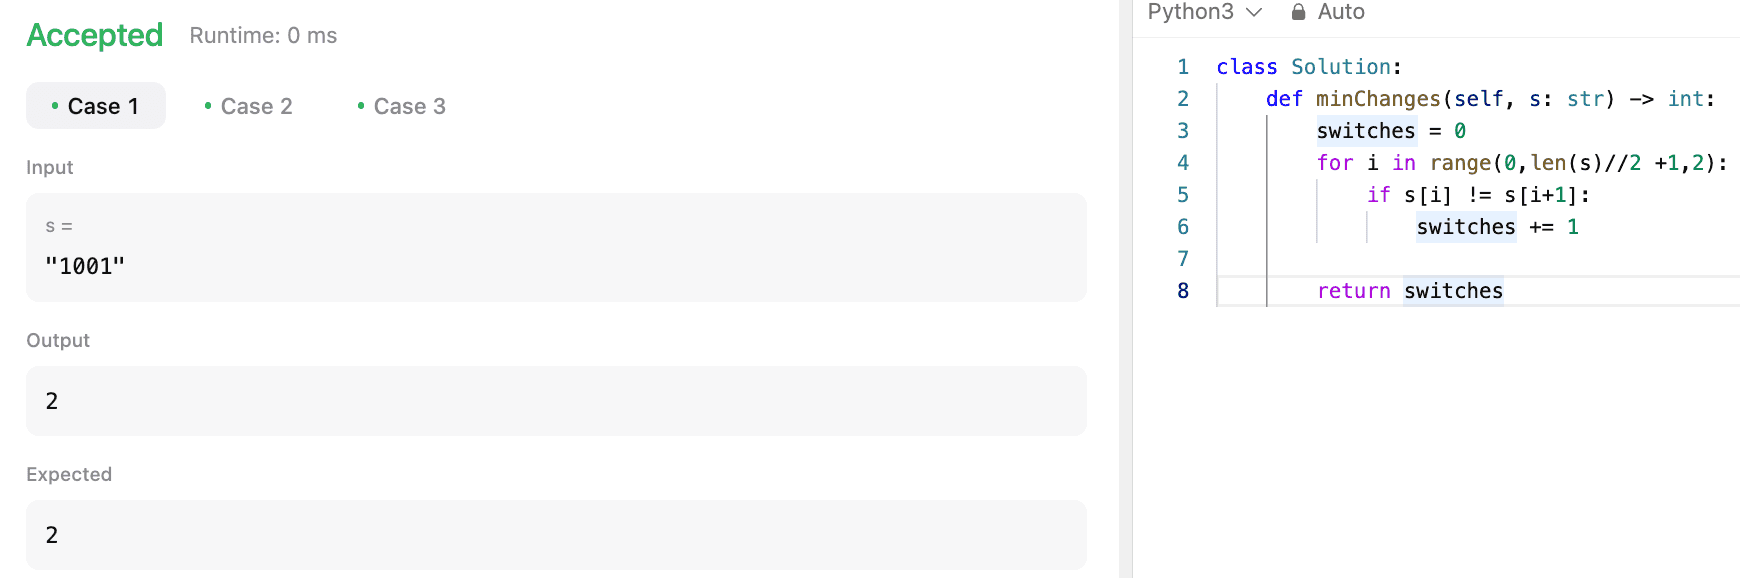 Accepted Runtime: 0 ms
Case 1 Case 2 Case 3
Input
s =
"1001"
Output
2
Expected
2
Python3 Auto
1 class Solution:
2     def minChanges(self, s: str) -> int:
3         switches = 0
4         for i in range(0,len(s)//2 +1,2):
5             if s[i] != s[i+1]:
6                 switches += 1
7
8         return switches